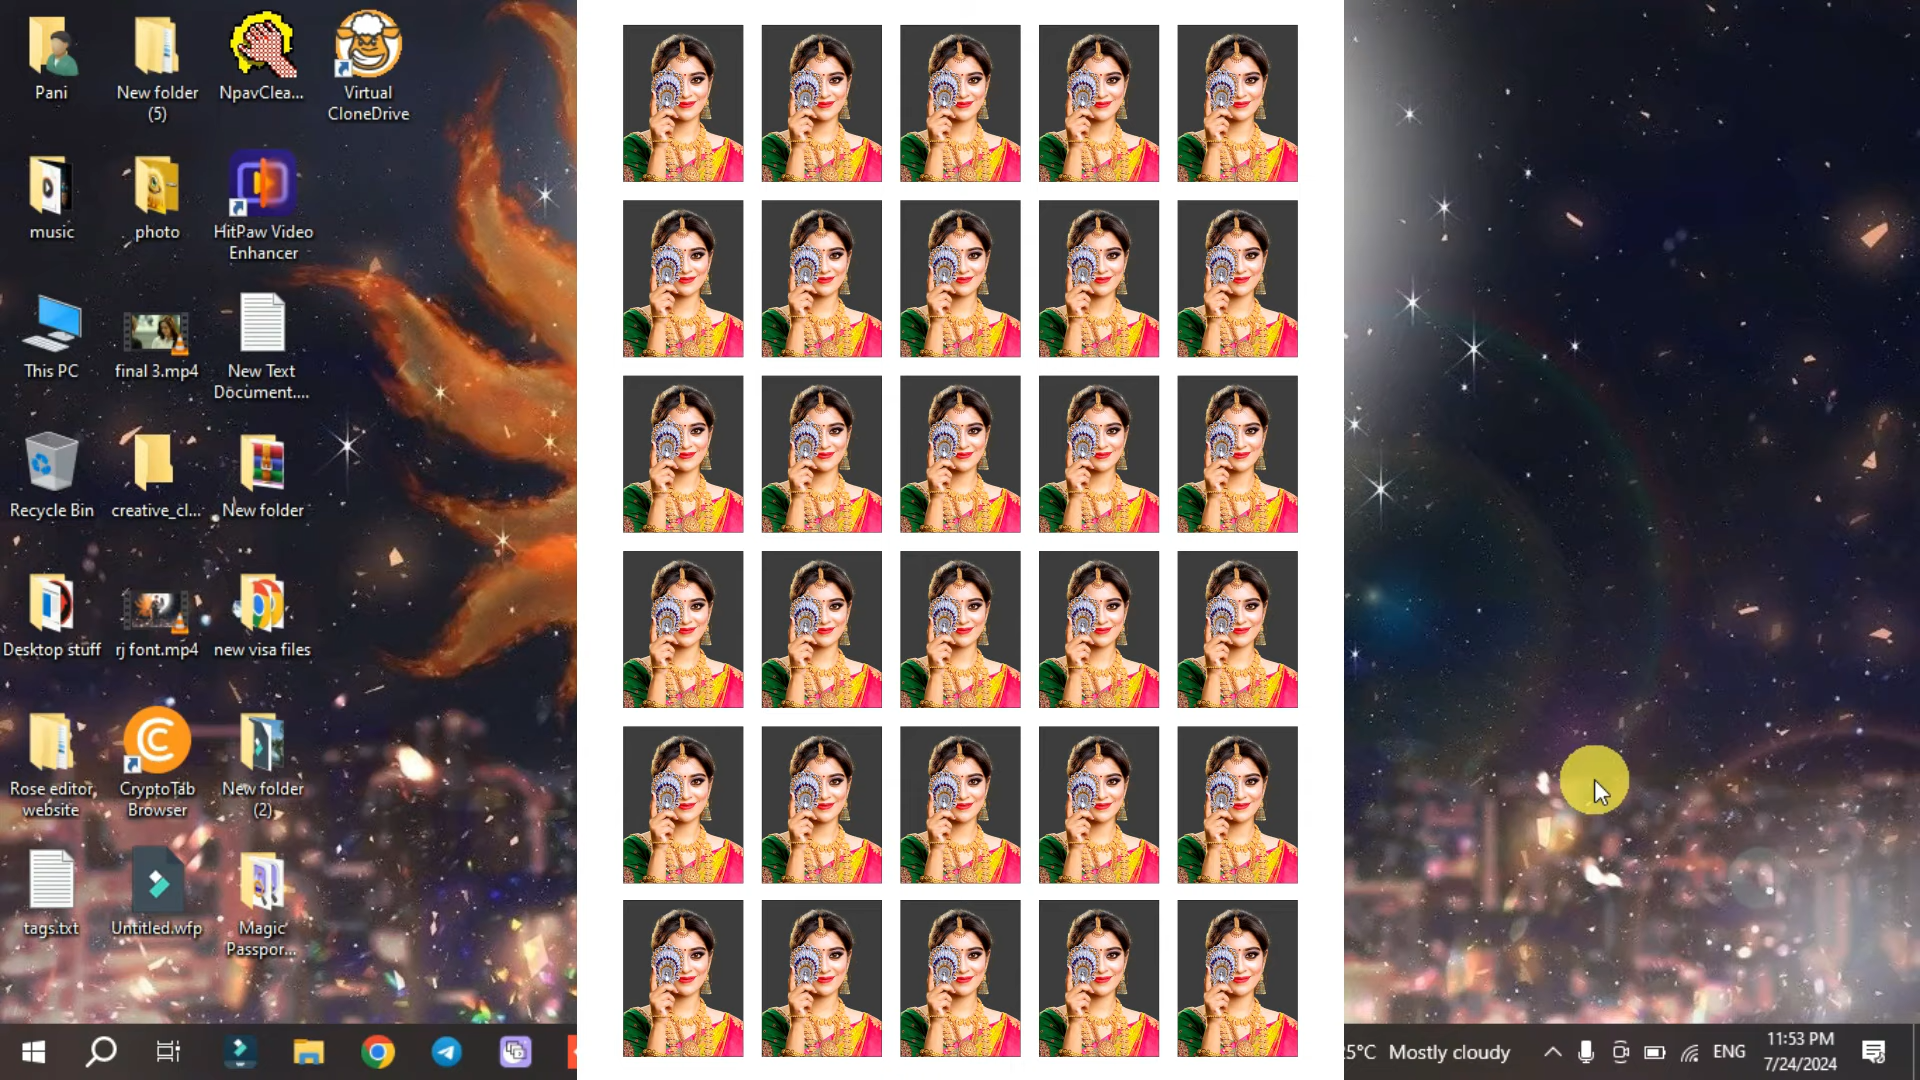 Pani
New folder
(5)
NpavClea...
Virtual
CloneDrive
music
photo
HitPaw Video
Enhancer
This PC
final 3.mp4
New Text
Document....
Recycle Bin
creative_cl...
New folder
Desktop stuff
rj font.mp4
new visa files
Rose editor
website
CryptoTab
Browser
New folder
(2)
tags.txt
Untitled.wfp
Magic
Passpor...
5°C Mostly cloudy
ENG
11:53 PM
7/24/2024